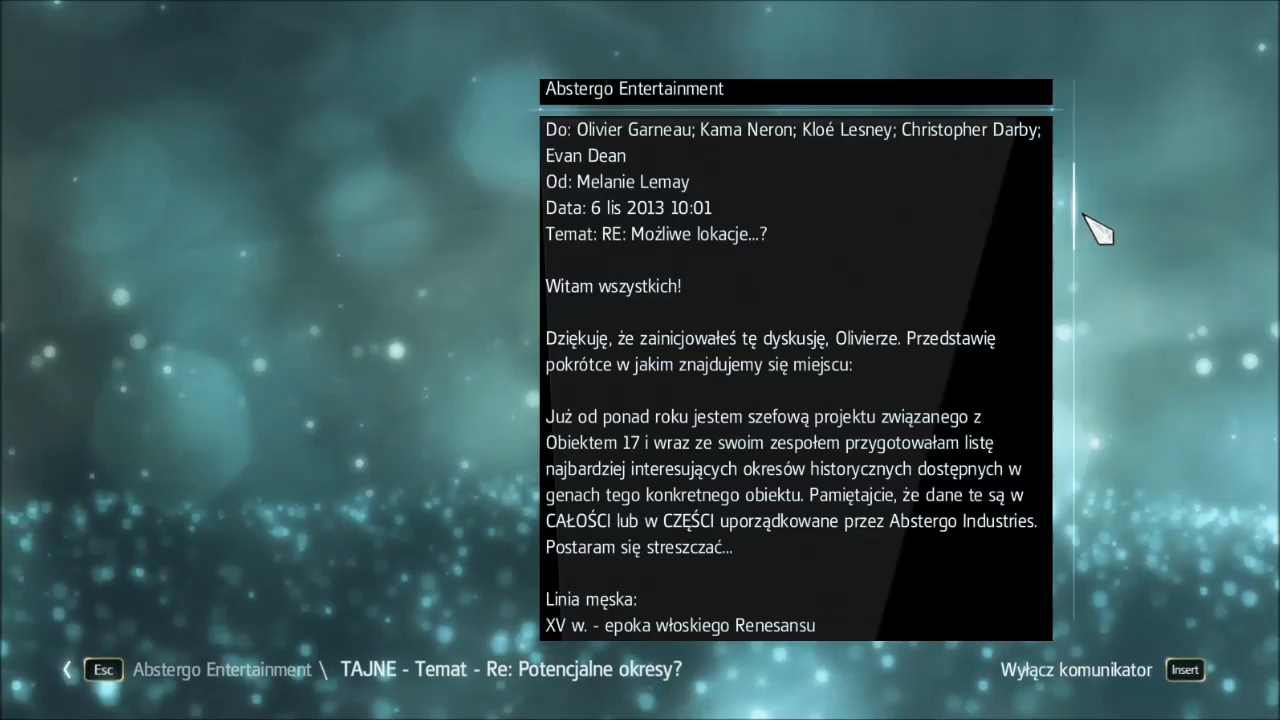 Abstergo Entertainment
Do: Olivier Garneau; Kama Neron; Kloé Lesney; Christopher Darby;
Evan Dean
Od: Melanie Lemay
Data: 6 lis 2013 10:01
Temat: RE: Możliwe lokacje...?
Witam wszystkich!
Dziękuję, że zainicjowałeś tę dyskusję, Olivierze. Przedstawię
pokrótce w jakim znajdujemy się miejscu:
Już od ponad roku jestem szefową projektu związanego z
Obiektem 17 i wraz ze swoim zespołem przygotowałam listę
najbardziej interesujących okresów historycznych dostępnych w
genach tego konkretnego obiektu. Pamiętajcie, że dane te są w
CAŁOŚCI lub w CZĘŚCI uporządkowane przez Abstergo Industries.
Postaram się streszczać...
Linia męska:
XV w. - epoka włoskiego Renesansu
Esc Abstergo Entertainment \ TAJNE - Temat - Re: Potencjalne okresy?
Wyłącz komunikator Insert